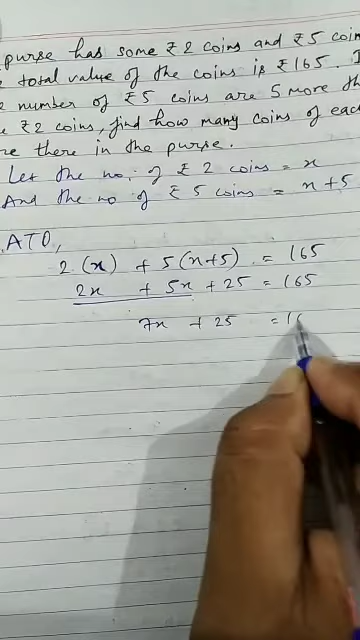 purse has some ₹2 coins and ₹5 coin
total value of the coins is ₹165. I
number of ₹5 coins are 5 more th
₹2 coins, find how many coins of each
re there in the purse.
Let the no. of ₹ 2 coins = x
And the no of ₹ 5 coins = x+5
ATQ,
2(x) + 5(x+5) = 165
2x + 5x + 25 = 165
7x + 25 = 16